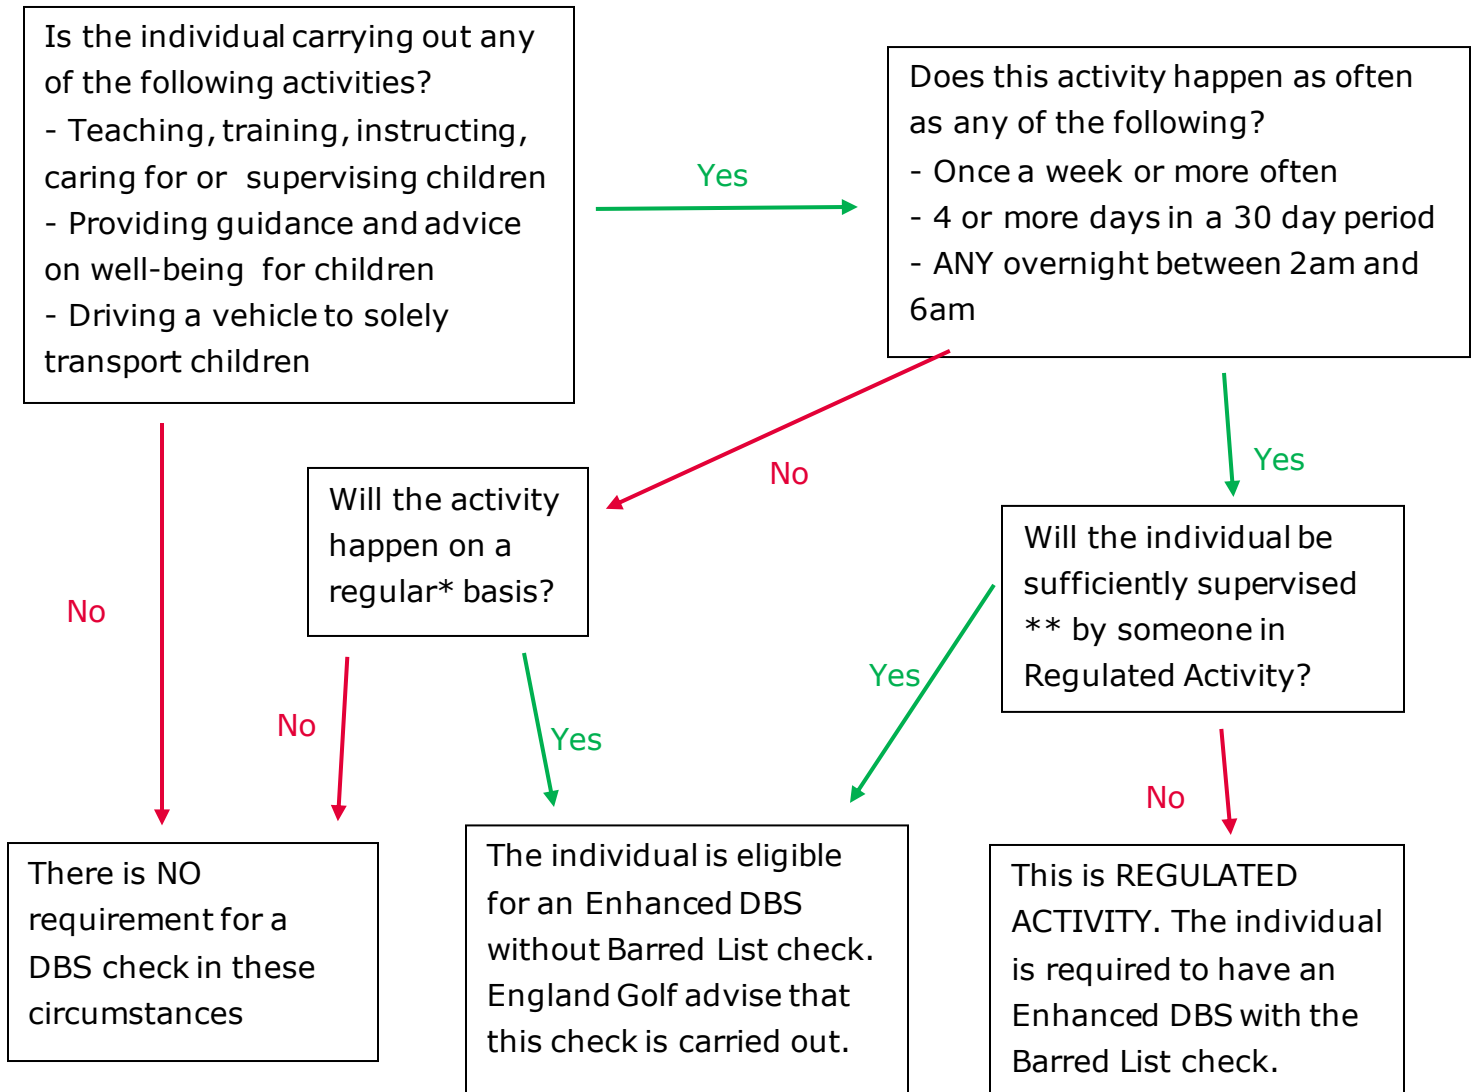 Is the individual carrying out any
of the following activities?
- Teaching, training, instructing,
caring for or supervising children
- Providing guidance and advice
on well-being for children
- Driving a vehicle to solely
transport children
Yes
Does this activity happen as often
as any of the following?
- Once a week or more often
- 4 or more days in a 30 day period
- ANY overnight between 2am and
6am
No
Yes
No
Will the activity
happen on a
regular* basis?
Will the individual be
sufficiently supervised
** by someone in
Regulated Activity?
No
Yes
Yes
No
There is NO
requirement for a
DBS check in these
circumstances
The individual is eligible
for an Enhanced DBS
without Barred List check.
England Golf advise that
this check is carried out.
This is REGULATED
ACTIVITY. The individual
is required to have an
Enhanced DBS with the
Barred List check.